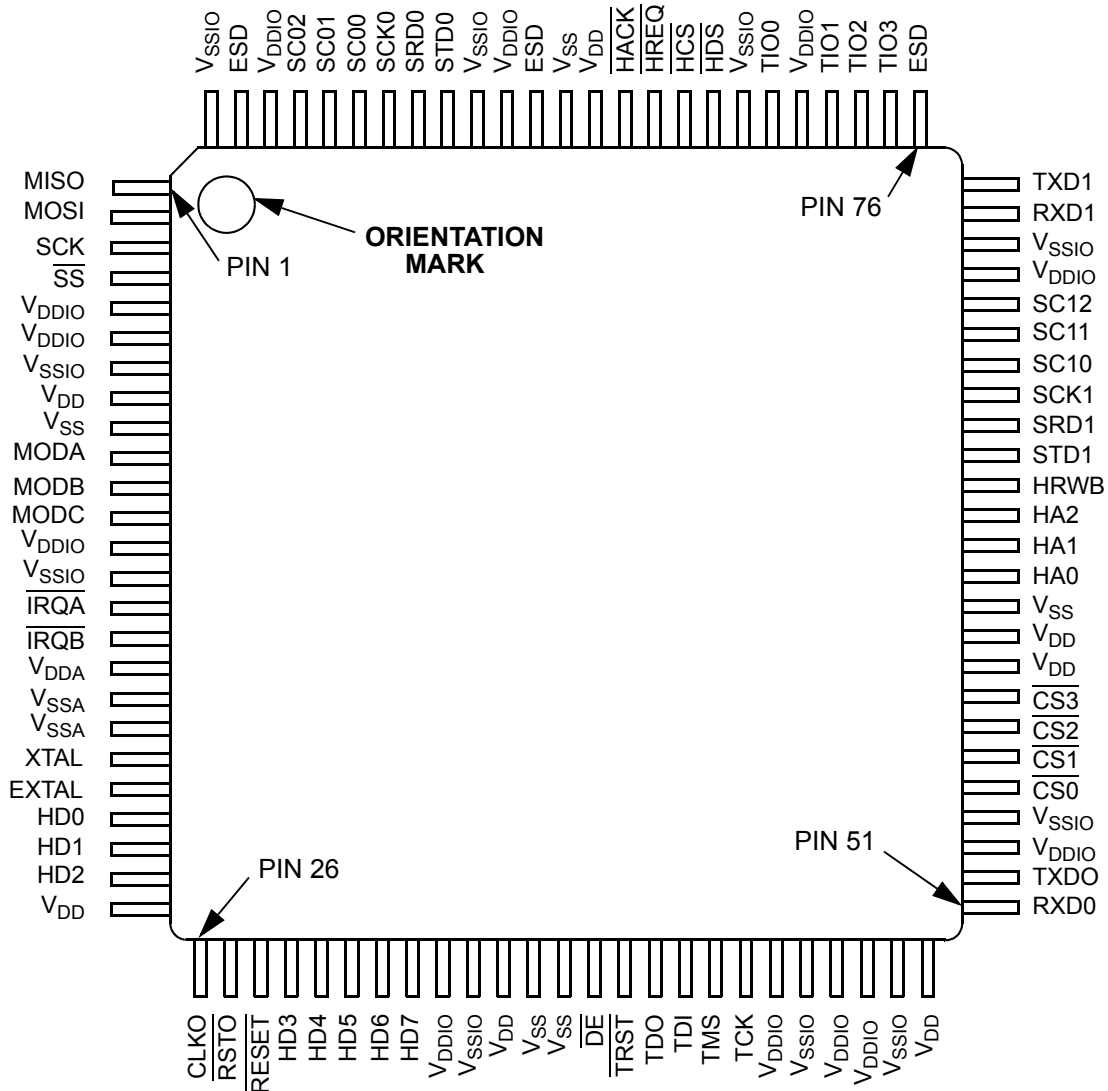 VSSIO
ESD
VDDIO
SC02
SC01
SC00
SCK0
SRD0
STD0
VSSIO
VDDIO
ESD
VSS
VDD
HACK
HREQ
HCS
HDS
VSSIO
TIO0
VDDIO
TIO1
TIO2
TIO3
ESD
MISO
MOSI
SCK
SS
VDDIO
VDDIO
VSSIO
VDD
VSS
MODA
MODB
MODC
VDDIO
VSSIO
IRQA
IRQB
VDDA
VSSA
VSSA
XTAL
EXTAL
HD0
HD1
HD2
VDD
PIN 1
ORIENTATION
MARK
PIN 76
PIN 26
PIN 51
TXD1
RXD1
VSSIO
VDDIO
SC12
SC11
SC10
SCK1
SRD1
STD1
HRWB
HA2
HA1
HA0
VSS
VDD
VDD
CS3
CS2
CS1
CS0
VSSIO
VDDIO
TXDO
RXD0
CLKO
RSTO
RESET
HD3
HD4
HD5
HD6
HD7
VDDIO
VSSIO
VDD
VSS
VSS
DE
TRST
TDO
TDI
TMS
TCK
VDDIO
VSSIO
VDDIO
VDDIO
VSSIO
VDD